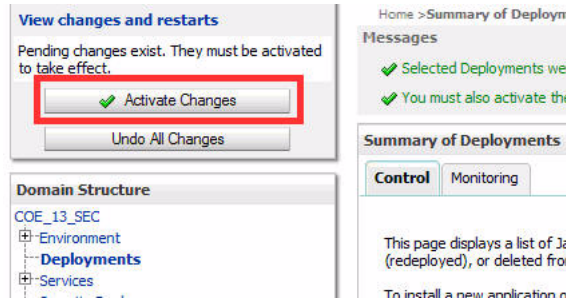 View changes and restarts
Pending changes exist. They must be activated
to take effect.
Activate Changes
Undo All Changes
Domain Structure
COE_13_SEC
Environment
Deployments
Services
Home >Summary of Deploym
Messages
Selected Deployments we
You must also activate the
Summary of Deployments
Control Monitoring
This page displays a list of Ja
(redeployed), or deleted fro
To install a new application o